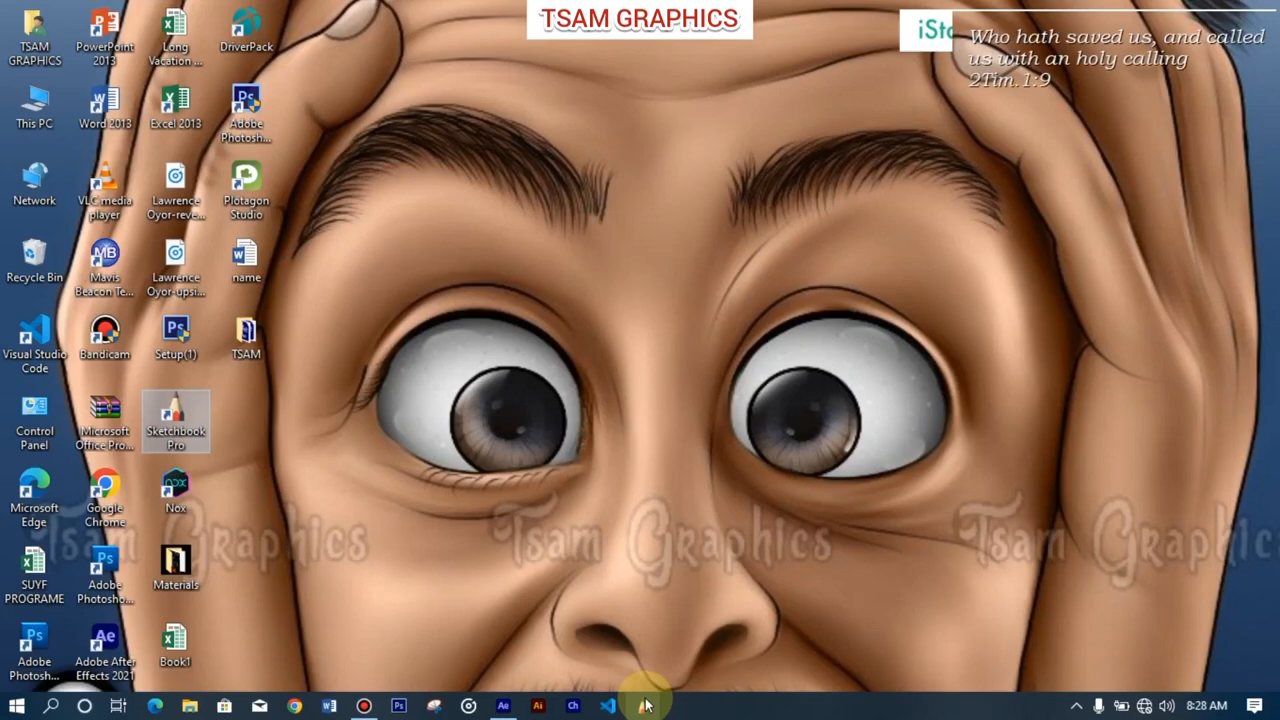 TSAM GRAPHICS
iSto
Who hath saved us, and called
us with an holy calling
2Tim.1:9
TSAM
GRAPHICS
PowerPoint
2013
Long
Vacation ...
DriverPack
This PC
Word 2013
Excel 2013
Adobe
Photosh...
Network
VLC media
player
Lawrence
Oyor-reve...
Plotagon
Studio
Recycle Bin
Mavis
Beacon Te...
Lawrence
Oyor-upsi...
name
Visual Studio
Code
Bandicam
Setup(1)
TSAM
Control
Panel
Microsoft
Office Pro...
Sketchbook
Pro
Microsoft
Edge
Google
Chrome
Nox
Tsam Graphics
Tsam Graphics
Tsam Graphic
SUYF
PROGRAME
Adobe
Photosho...
Materials
Adobe
Photosh...
Adobe After
Effects 2021
Book1
8:28 AM